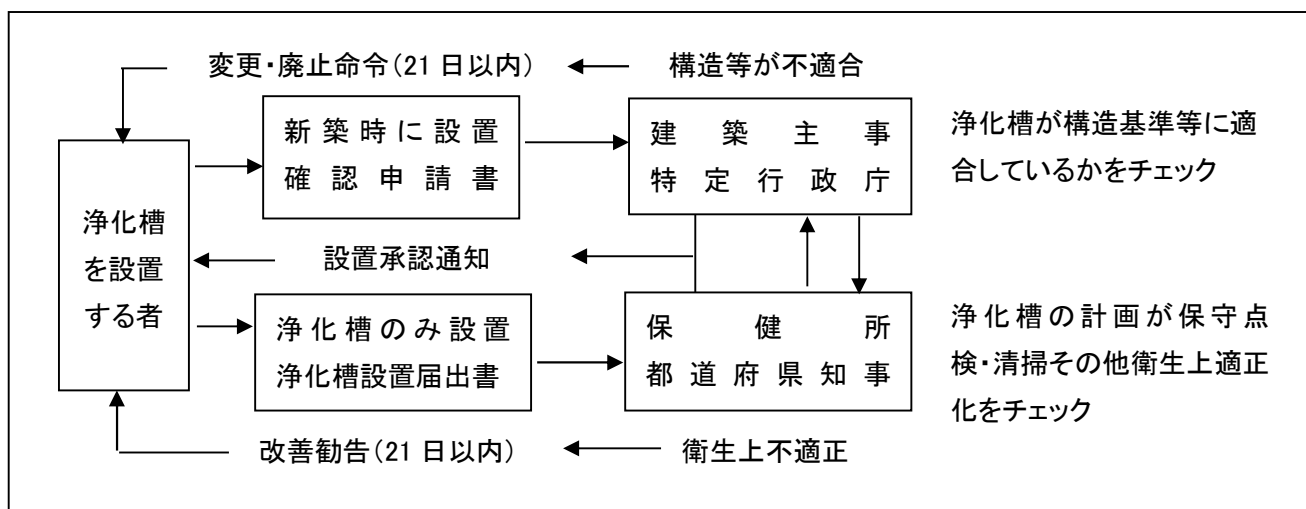 変更・廃止命令(21日以内)
構造等が不適合
新築時に設置
確認申請書
建築主事
特定行政庁
浄化槽が構造基準等に適
合しているかをチェック
浄化槽
を設置
する者
設置承認通知
浄化槽のみ設置
浄化槽設置届出書
保健所
都道府県知事
浄化槽の計画が保守点
検・清掃その他衛生上適正
化をチェック
改善勧告(21日以内)
衛生上不適正